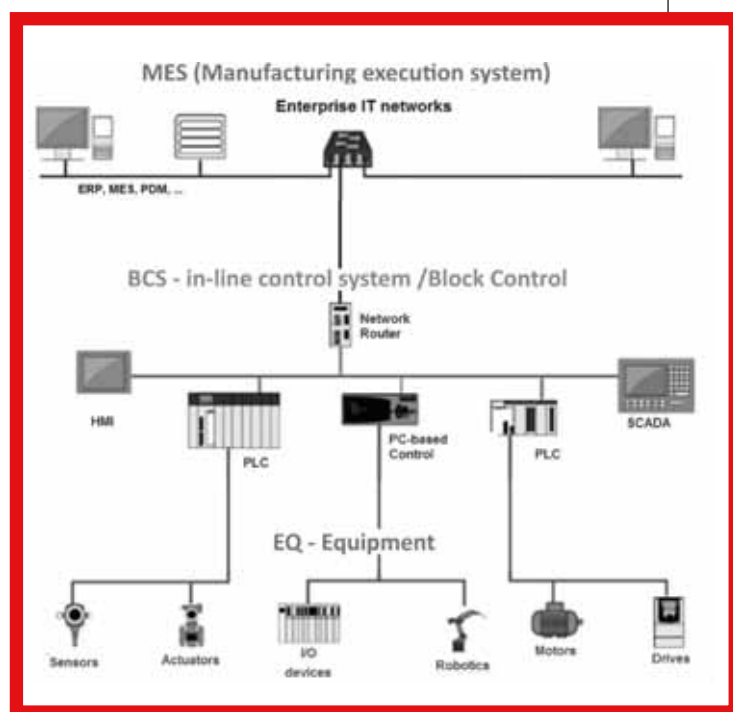 MES (Manufacturing execution system)
Enterprise IT networks
ERP, MES, PDM, ...
BCS - in-line control system /Block Control
Network
Router
HMI
SCADA
PLC
PC-based
Control
PLC
EQ - Equipment
Sensors
Actuators
I/O
devices
Robotics
Motors
Drives